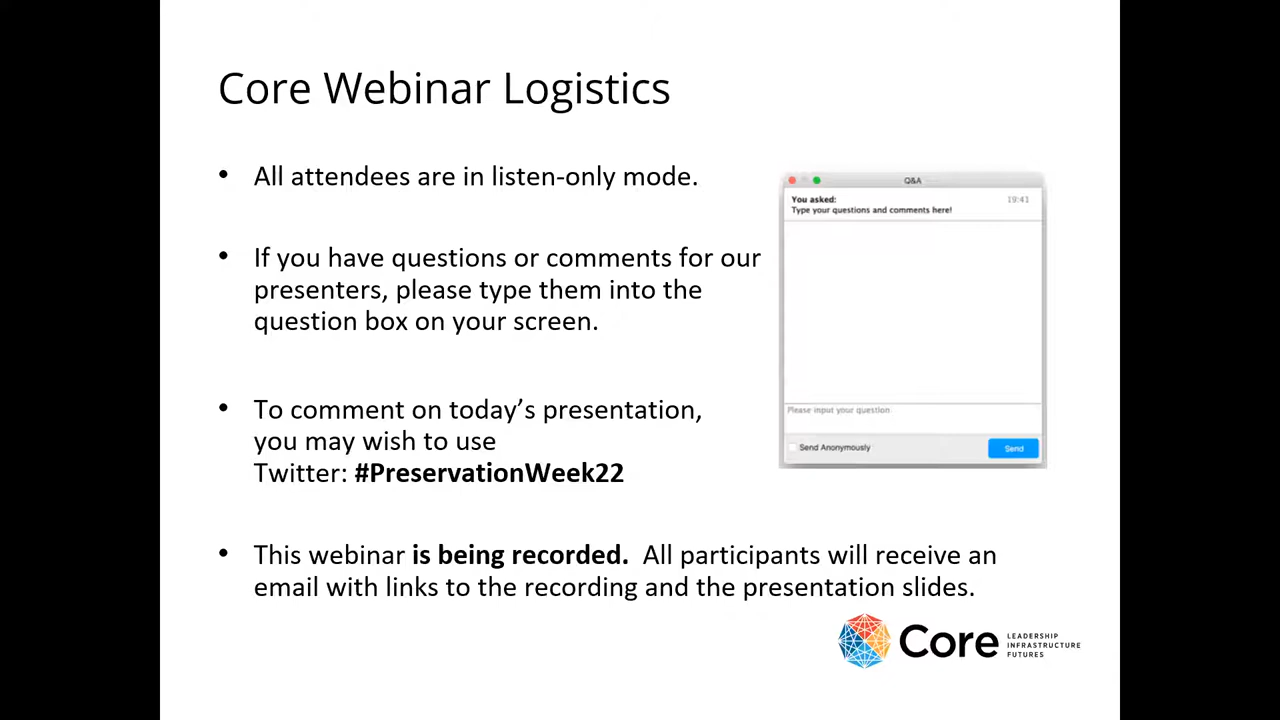 Core Webinar Logistics
• All attendees are in listen-only mode.
• If you have questions or comments for our
presenters, please type them into the
question box on your screen.
• To comment on today’s presentation,
you may wish to use
Twitter: #PreservationWeek22
• This webinar is being recorded. All participants will receive an
email with links to the recording and the presentation slides.
Q&A
You asked: 19:41
Type your questions and comments here!
Please input your question
Send Anonymously Send
Core LEADERSHIP
INFRASTRUCTURE
FUTURES